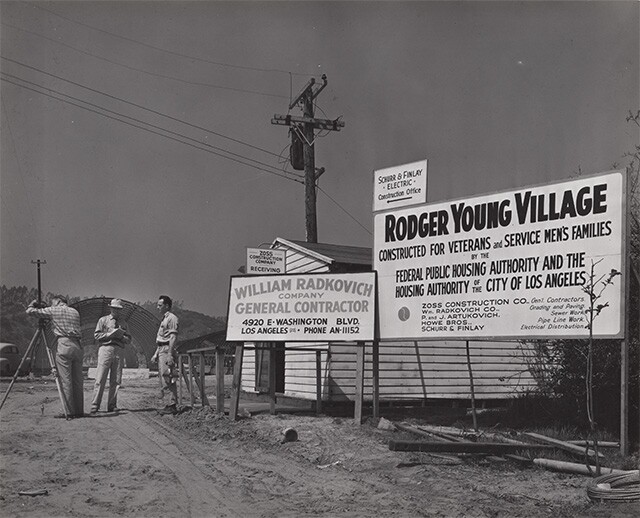 SCHURR & FINLAY
· ELECTRIC ·
Construction Office
RODGER YOUNG VILLAGE
CONSTRUCTED FOR VETERANS AND SERVICE MEN'S FAMILIES
BY THE
FEDERAL PUBLIC HOUSING AUTHORITY AND THE
HOUSING AUTHORITY OF THE CITY OF LOS ANGELES
ZOSS CONSTRUCTION CO. Genl. Contractors.
WM. RADKOVICH CO. Grading and Paving.
P. and J. ARTUKOVICH. Sewer Work.
HOWE BROS. Pipe Line Work.
SCHURR & FINLAY Electrical Distribution.
ZOSS
CONSTRUCTION
COMPANY
RECEIVING
WILLIAM RADKOVICH
COMPANY
GENERAL CONTRACTOR
4920 E·WASHINGTON BLVD.
LOS ANGELES PHONE AN·11152